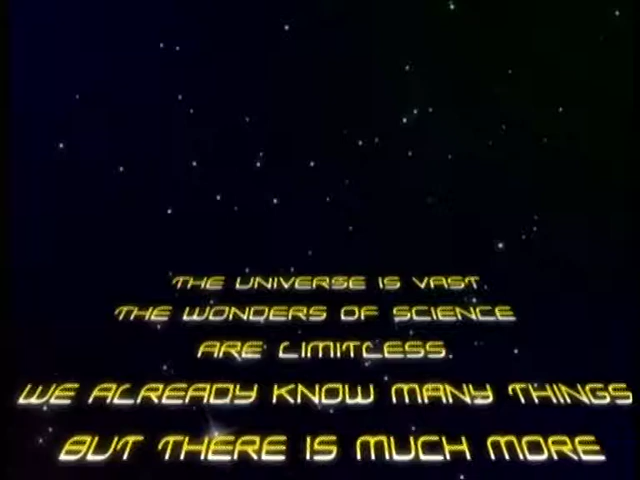 THE UNIVERSE IS VAST.
THE WONDERS OF SCIENCE
ARE LIMITLESS.
WE ALREADY KNOW MANY THINGS
BUT THERE IS MUCH MORE